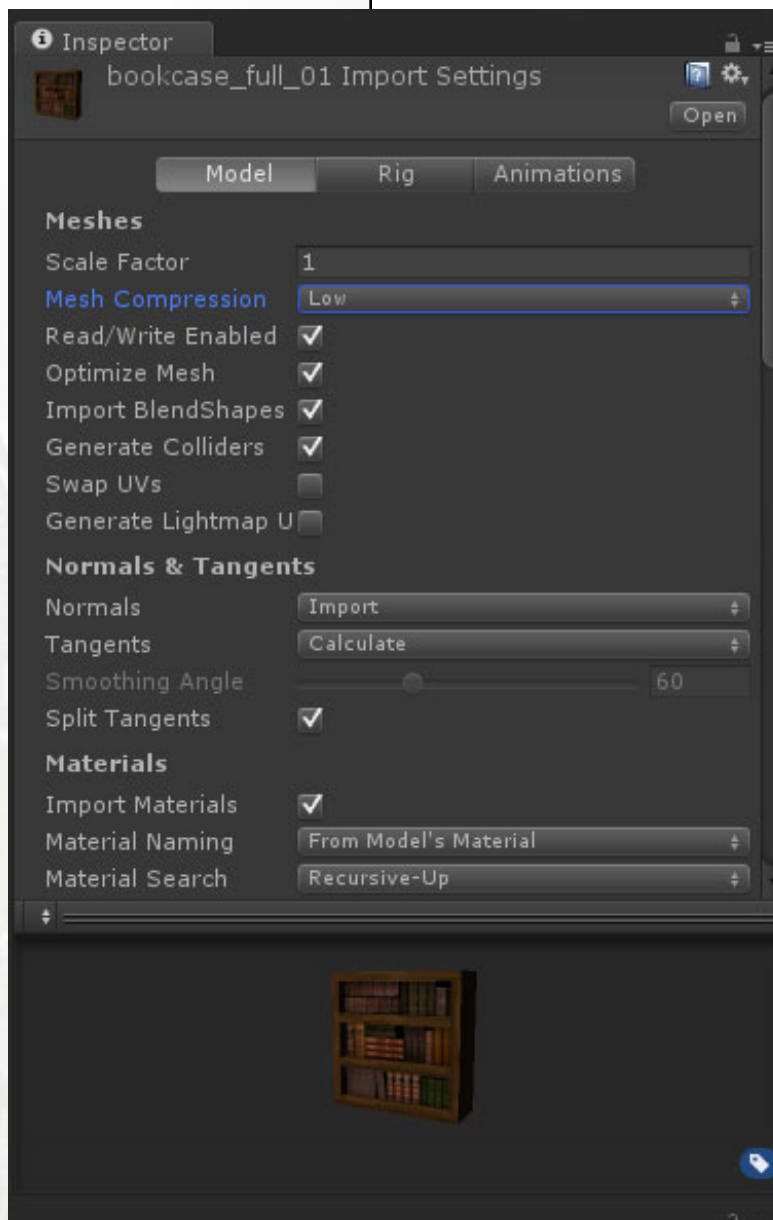 Inspector
bookcase_full_01 Import Settings
Open
Model Rig Animations
Meshes
Scale Factor 1
Mesh Compression Low
Read/Write Enabled
Optimize Mesh
Import BlendShapes
Generate Colliders
Swap UVs
Generate Lightmap U
Normals & Tangents
Normals Import
Tangents Calculate
Smoothing Angle 60
Split Tangents
Materials
Import Materials
Material Naming From Model's Material
Material Search Recursive-Up